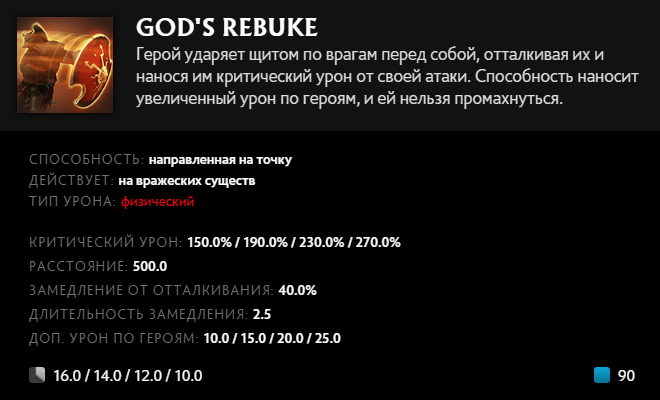 GOD'S REBUKE
Герой ударяет щитом по врагам перед собой, отталкивая их и
нанося им критический урон от своей атаки. Способность наносит
увеличенный урон по героям, и ей нельзя промахнуться.
СПОСОБНОСТЬ: направленная на точку
ДЕЙСТВУЕТ: на вражеских существ
ТИП УРОНА: физический
КРИТИЧЕСКИЙ УРОН: 150.0% / 190.0% / 230.0% / 270.0%
РАССТОЯНИЕ: 500.0
ЗАМЕДЛЕНИЕ ОТ ОТТАЛКИВАНИЯ: 40.0%
ДЛИТЕЛЬНОСТЬ ЗАМЕДЛЕНИЯ: 2.5
ДОП. УРОН ПО ГЕРОЯМ: 10.0 / 15.0 / 20.0 / 25.0
16.0 / 14.0 / 12.0 / 10.0 90